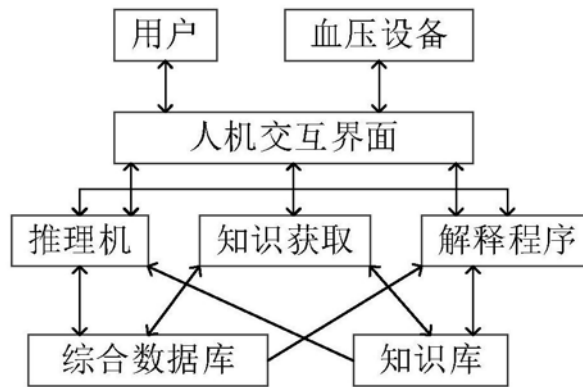 用户
血压设备
人机交互界面
推理机
知识获取
解释程序
综合数据库
知识库